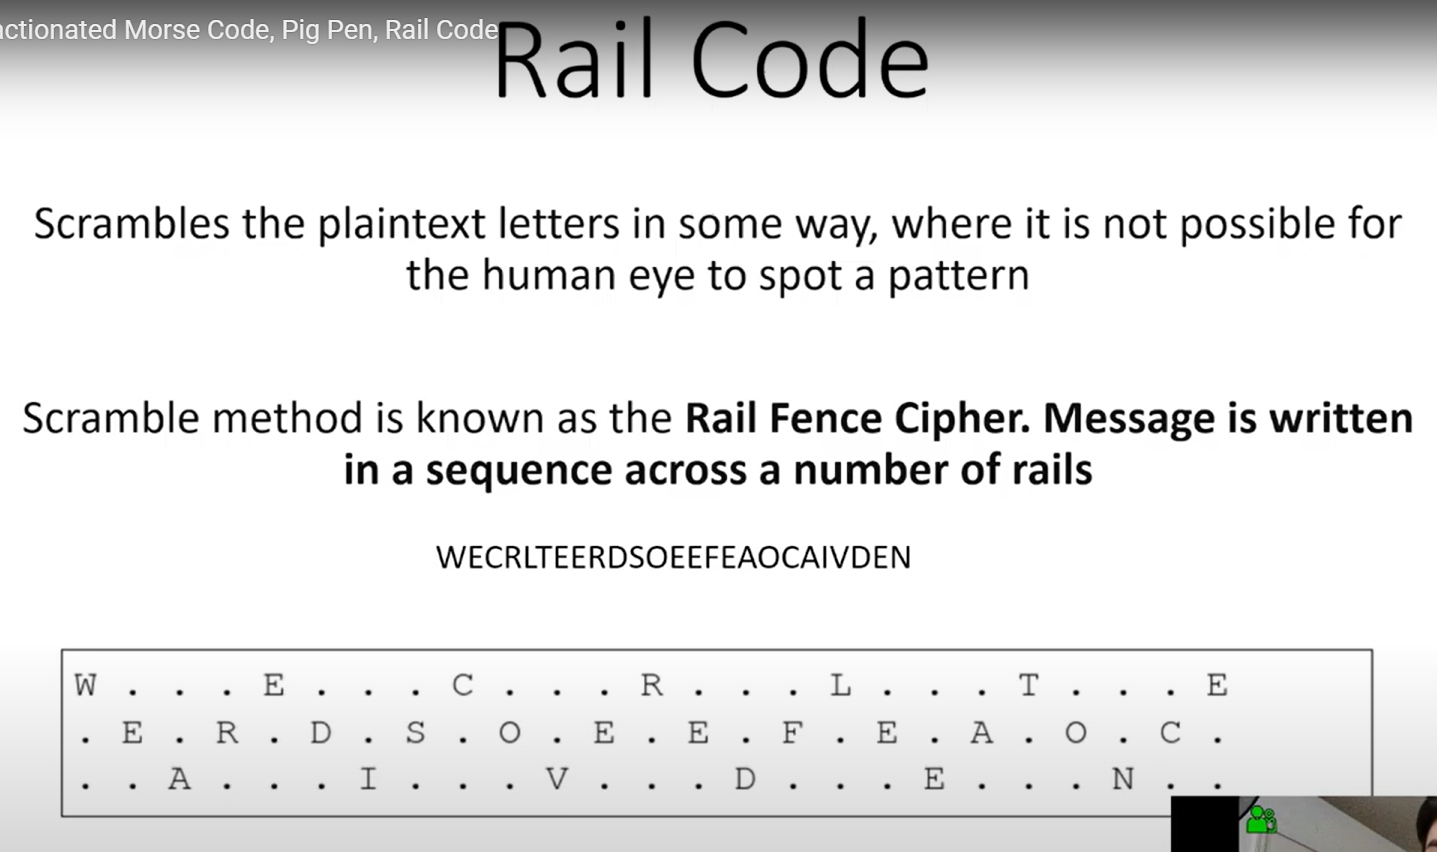 actionated Morse Code, Pig Pen, Rail Code
Rail Code
Scrambles the plaintext letters in some way, where it is not possible for
the human eye to spot a pattern
Scramble method is known as the Rail Fence Cipher. Message is written
in a sequence across a number of rails
WECRLTEERDSOEEFEAOCAIVDEN
W . . . E . . . C . . . R . . . L . . . T . . . E
. E . R . D . S . O . E . E . F . E . A . O . C .
. . A . . . I . . . V . . . D . . . E . . . N . .